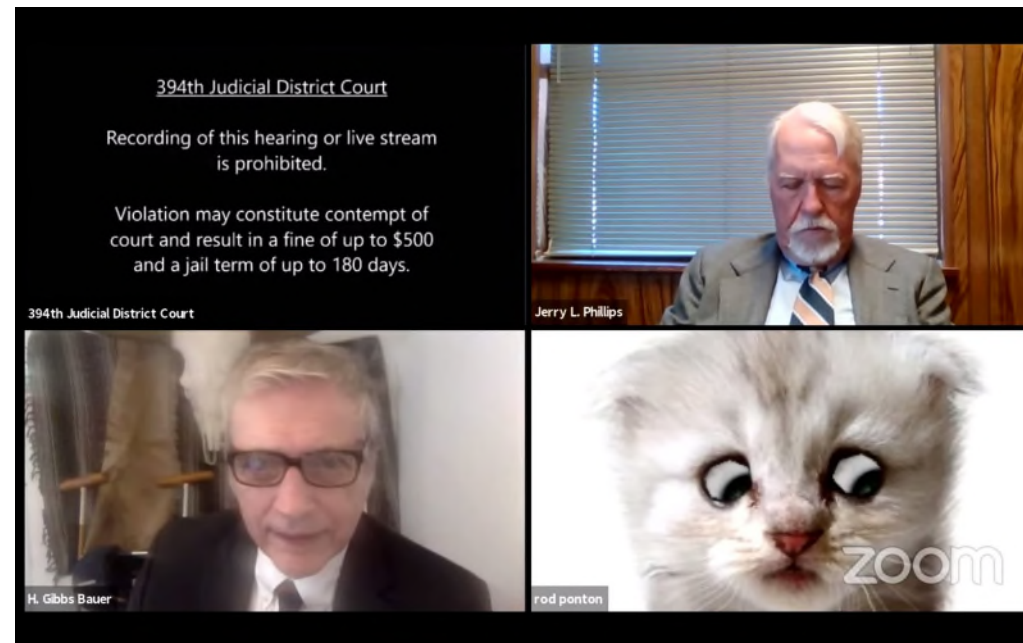 394th Judicial District Court
Recording of this hearing or live stream
is prohibited.
Violation may constitute contempt of
court and result in a fine of up to $500
and a jail term of up to 180 days.
394th Judicial District Court
Jerry L. Phillips
H. Gibbs Bauer
rod ponton
zoom